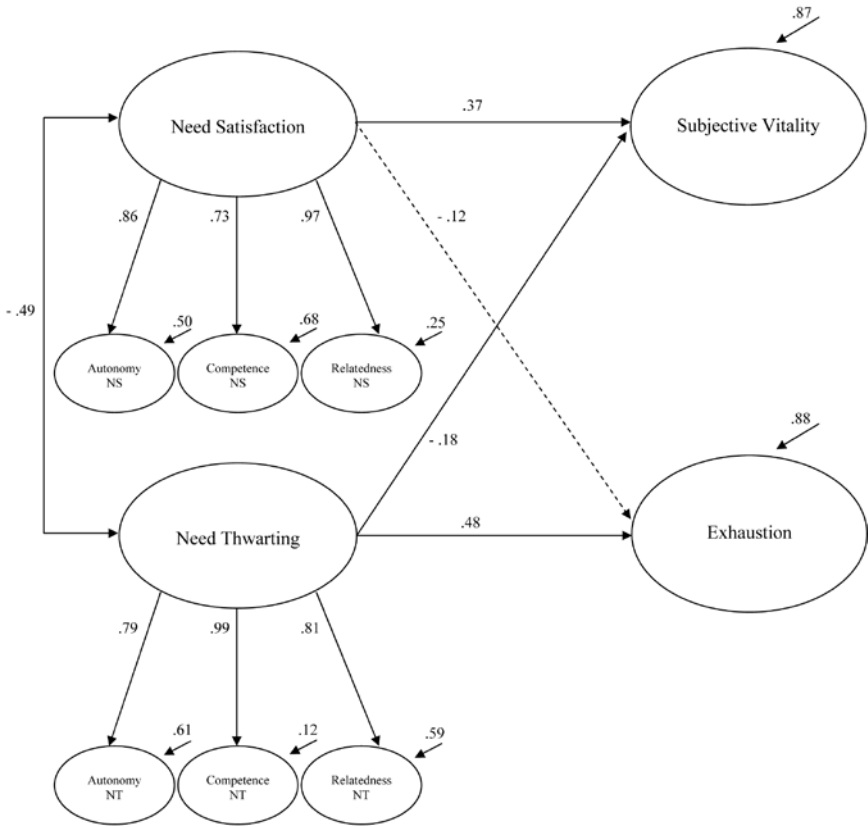 .87
Need Satisfaction
.37
Subjective Vitality
.86
.73
.97
- .12
- .49
.50
.68
.25
Autonomy
NS
Competence
NS
Relatedness
NS
- .18
.88
Need Thwarting
.48
Exhaustion
.79
.99
.81
.61
.12
.59
Autonomy
NT
Competence
NT
Relatedness
NT